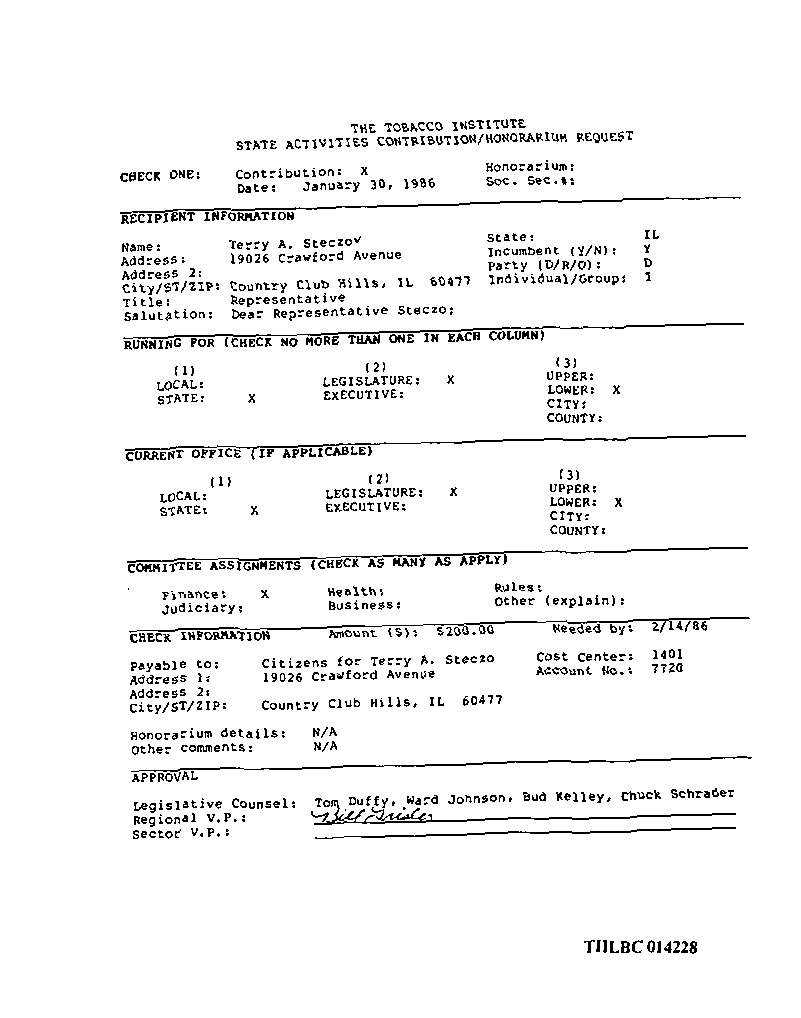 THE TOBACCO INSTITUTE
STATE ACTIVITIES CONTRIBUTION/HONORARIUM REQUEST
CHECK ONE: Contribution: X Honorarium:
Date: January 30, 1986 Soc. Sec.#:
RECIPIENT INFORMATION
Name: Terry A. Steczo State: IL
Address: 19026 Crawford Avenue Incumbent (Y/N): Y
Address 2: Party (D/R/O): D
City/ST/ZIP: Country Club Hills, IL 60477 Individual/Group: I
Title: Representative
Salutation: Dear Representative Steczo:
RUNNING FOR (CHECK NO MORE THAN ONE IN EACH COLUMN)
(1) (2) (3)
LOCAL: LEGISLATURE: X UPPER:
STATE: X EXECUTIVE: LOWER: X
CITY:
COUNTY:
CURRENT OFFICE (IF APPLICABLE)
(1) (2) (3)
LOCAL: LEGISLATURE: X UPPER:
STATE: X EXECUTIVE: LOWER: X
CITY:
COUNTY:
COMMITTEE ASSIGNMENTS (CHECK AS MANY AS APPLY)
Finance: X Health: Rules:
Judiciary: Business: Other (explain):
CHECK INFORMATION Amount ($): $200.00 Needed by: 2/14/86
Payable to: Citizens for Terry A. Steczo Cost Center: 1401
Address 1: 19026 Crawford Avenue Account No.: 7720
Address 2:
City/ST/ZIP: Country Club Hills, IL 60477
Honorarium details: N/A
Other comments: N/A
APPROVAL
Legislative Counsel: Tom Duffy, Ward Johnson, Bud Kelley, Chuck Schrader
Regional V.P.: Bill
Sector V.P.:
TIILBC 014228